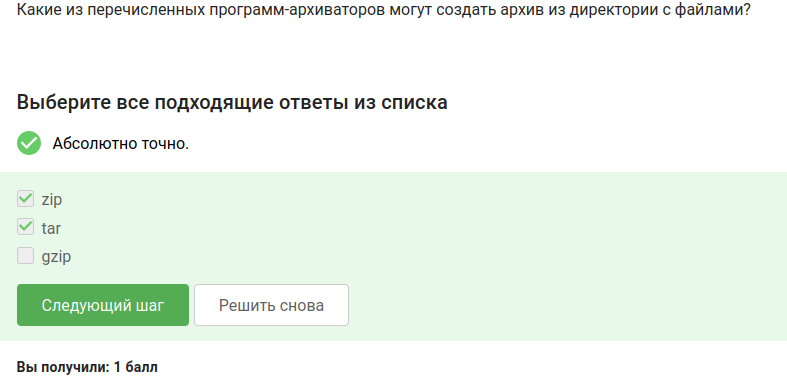 Какие из перечисленных программ-архиваторов могут создать архив из директории с файлами?
Выберите все подходящие ответы из списка
Абсолютно точно.
zip
tar
gzip
Следующий шаг
Решить снова
Вы получили: 1 балл